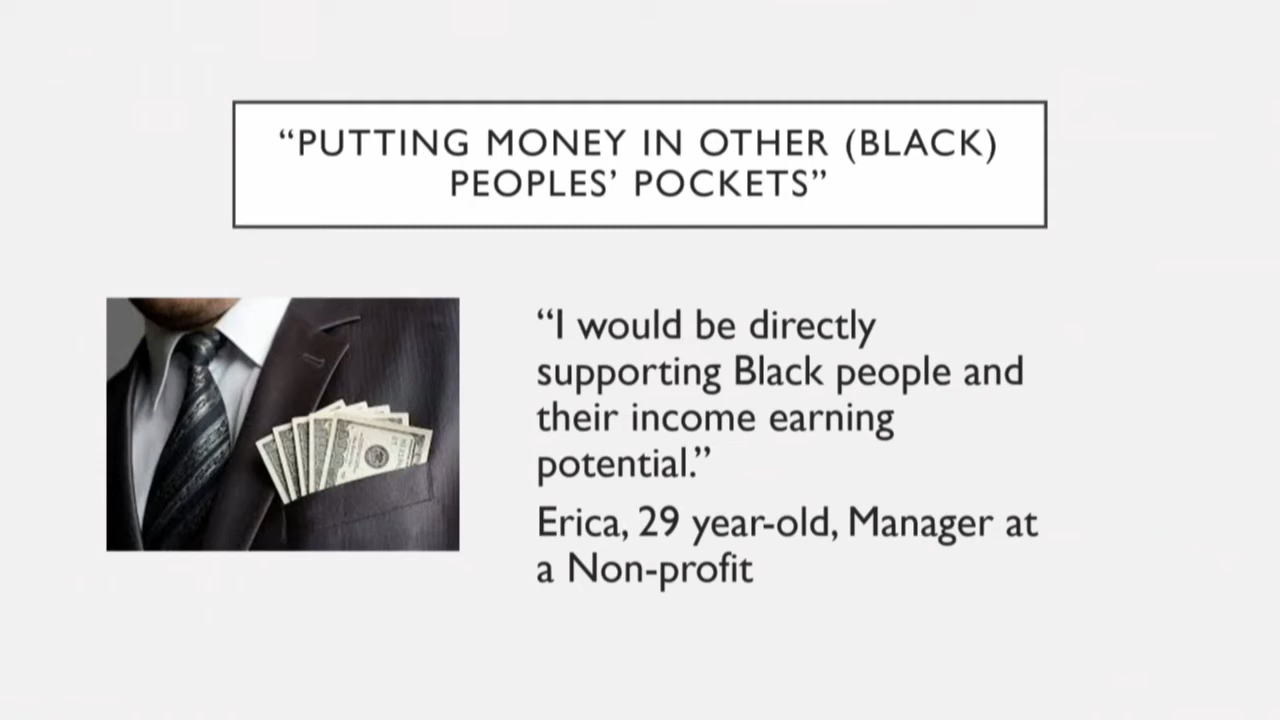 “PUTTING MONEY IN OTHER (BLACK)
PEOPLES’ POCKETS”
“I would be directly
supporting Black people and
their income earning
potential.”
Erica, 29 year-old, Manager at
a Non-profit